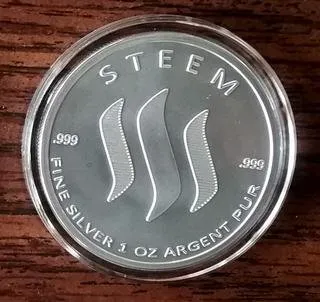 STEEM
.999
.999
FINE SILVER 1 OZ ARGENT PUR